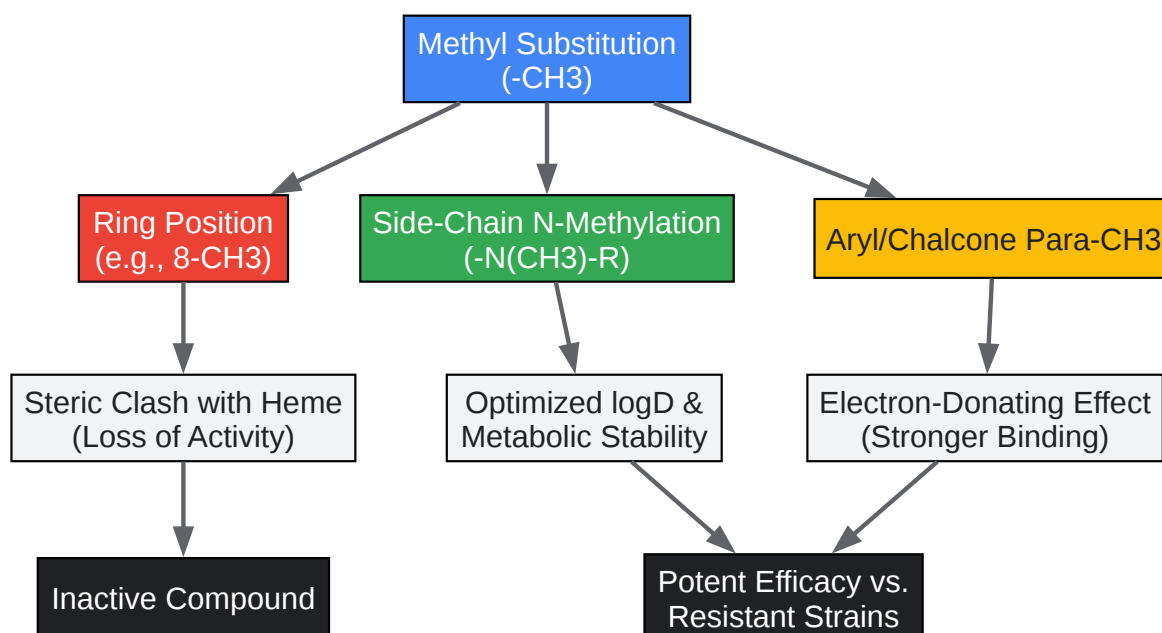 Methyl Substitution
(-CH3)
Ring Position
(e.g., 8-CH3)
Side-Chain N-Methylation
(-N(CH3)-R)
Aryl/Chalcone Para-CH3
Steric Clash with Heme
(Loss of Activity)
Optimized logD &
Metabolic Stability
Electron-Donating Effect
(Stronger Binding)
Inactive Compound
Potent Efficacy vs.
Resistant Strains